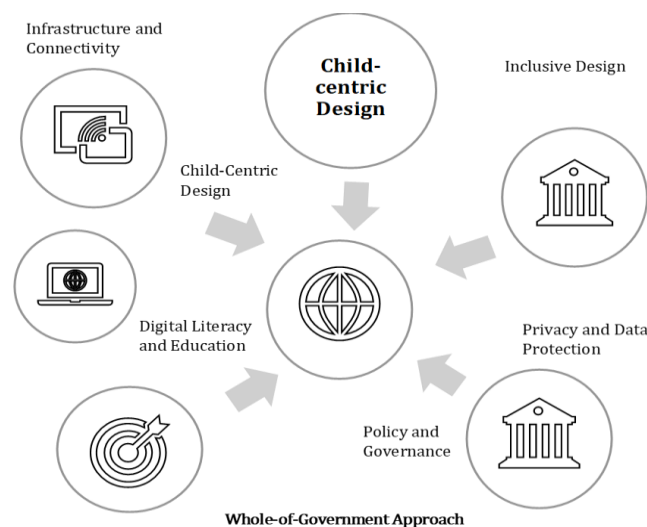 Infrastructure and
Connectivity
Child-
centric
Design
Inclusive Design
Child-Centric
Design
Digital Literacy
and Education
Privacy and Data
Protection
Policy and
Governance
Whole-of-Government Approach